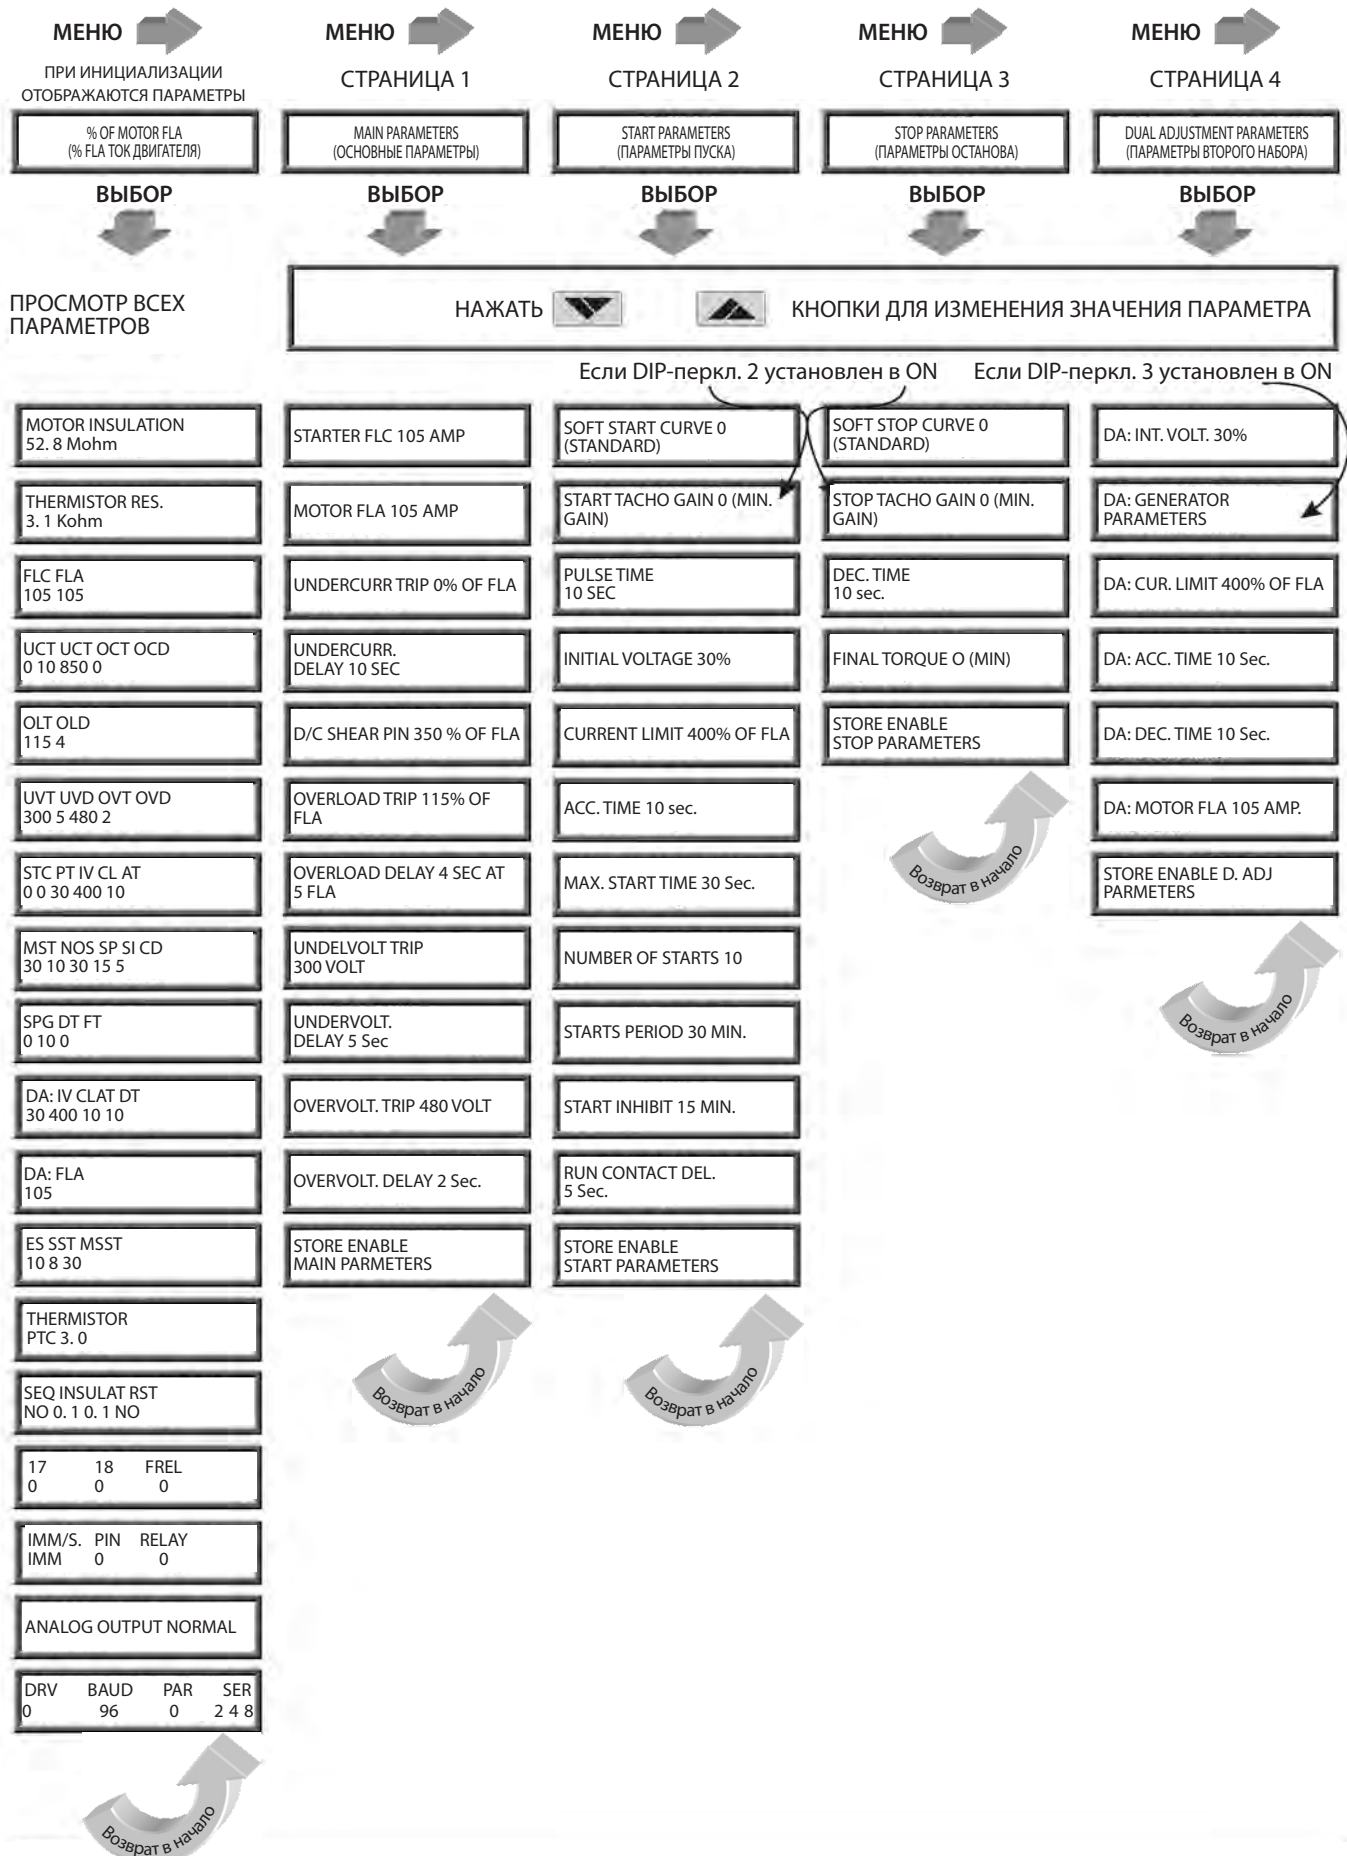 МЕНЮ
ПРИ ИНИЦИАЛИЗАЦИИ
ОТОБРАЖАЮТСЯ ПАРАМЕТРЫ
% OF MOTOR FLA
(% FLA ТОК ДВИГАТЕЛЯ)
ВЫБОР
ПРОСМОТР ВСЕХ
ПАРАМЕТРОВ
МЕНЮ
СТРАНИЦА 1
MAIN PARAMETERS
(ОСНОВНЫЕ ПАРАМЕТРЫ)
ВЫБОР
МЕНЮ
СТРАНИЦА 2
START PARAMETERS
(ПАРАМЕТРЫ ПУСКА)
ВЫБОР
МЕНЮ
СТРАНИЦА 3
STOP PARAMETERS
(ПАРАМЕТРЫ ОСТАНОВА)
ВЫБОР
МЕНЮ
СТРАНИЦА 4
DUAL ADJUSTMENT PARAMETERS
(ПАРАМЕТРЫ ВТОРОГО НАБОРА)
ВЫБОР
НАЖАТЬ КНОПКИ ДЛЯ ИЗМЕНЕНИЯ ЗНАЧЕНИЯ ПАРАМЕТРА
Если DIP-перкл. 2 установлен в ON
Если DIP-перкл. 3 установлен в ON
MOTOR INSULATION
52. 8 Mohm
THERMISTOR RES.
3. 1 Kohm
FLC FLA
105 105
UCT UCT OCT OCD
0 10 850 0
OLT OLD
115 4
UVT UVD OVT OVD
300 5 480 2
STC PT IV CL AT
0 0 30 400 10
MST NOS SP SI CD
30 10 30 15 5
SPG DT FT
0 10 0
DA: IV CLAT DT
30 400 10 10
DA: FLA
105
ES SST MSST
10 8 30
THERMISTOR
PTC 3. 0
SEQ INSULAT RST
NO 0. 1 0. 1 NO
17 18 FREL
0 0 0
IMM/S. PIN RELAY
IMM 0 0
ANALOG OUTPUT NORMAL
DRV BAUD PAR SER
0 96 0 2 4 8
Возврат в начало
STARTER FLC 105 AMP
MOTOR FLA 105 AMP
UNDERCURR TRIP 0% OF FLA
UNDERCURR.
DELAY 10 SEC
D/C SHEAR PIN 350 % OF FLA
OVERLOAD TRIP 115% OF
FLA
OVERLOAD DELAY 4 SEC AT
5 FLA
UNDELVOLT TRIP
300 VOLT
UNDERVOLT.
DELAY 5 Sec
OVERVOLT. TRIP 480 VOLT
OVERVOLT. DELAY 2 Sec.
STORE ENABLE
MAIN PARMETERS
Возврат в начало
SOFT START CURVE 0
(STANDARD)
START TACHO GAIN 0 (MIN.
GAIN)
PULSE TIME
10 SEC
INITIAL VOLTAGE 30%
CURRENT LIMIT 400% OF FLA
ACC. TIME 10 sec.
MAX. START TIME 30 Sec.
NUMBER OF STARTS 10
STARTS PERIOD 30 MIN.
START INHIBIT 15 MIN.
RUN CONTACT DEL.
5 Sec.
STORE ENABLE
START PARAMETERS
Возврат в начало
SOFT STOP CURVE 0
(STANDARD)
STOP TACHO GAIN 0 (MIN.
GAIN)
DEC. TIME
10 sec.
FINAL TORQUE O (MIN)
STORE ENABLE
STOP PARAMETERS
Возврат в начало
DA: INT. VOLT. 30%
DA: GENERATOR
PARAMETERS
DA: CUR. LIMIT 400% OF FLA
DA: ACC. TIME 10 Sec.
DA: DEC. TIME 10 Sec.
DA: MOTOR FLA 105 AMP.
STORE ENABLE D. ADJ
PARMETERS
Возврат в начало